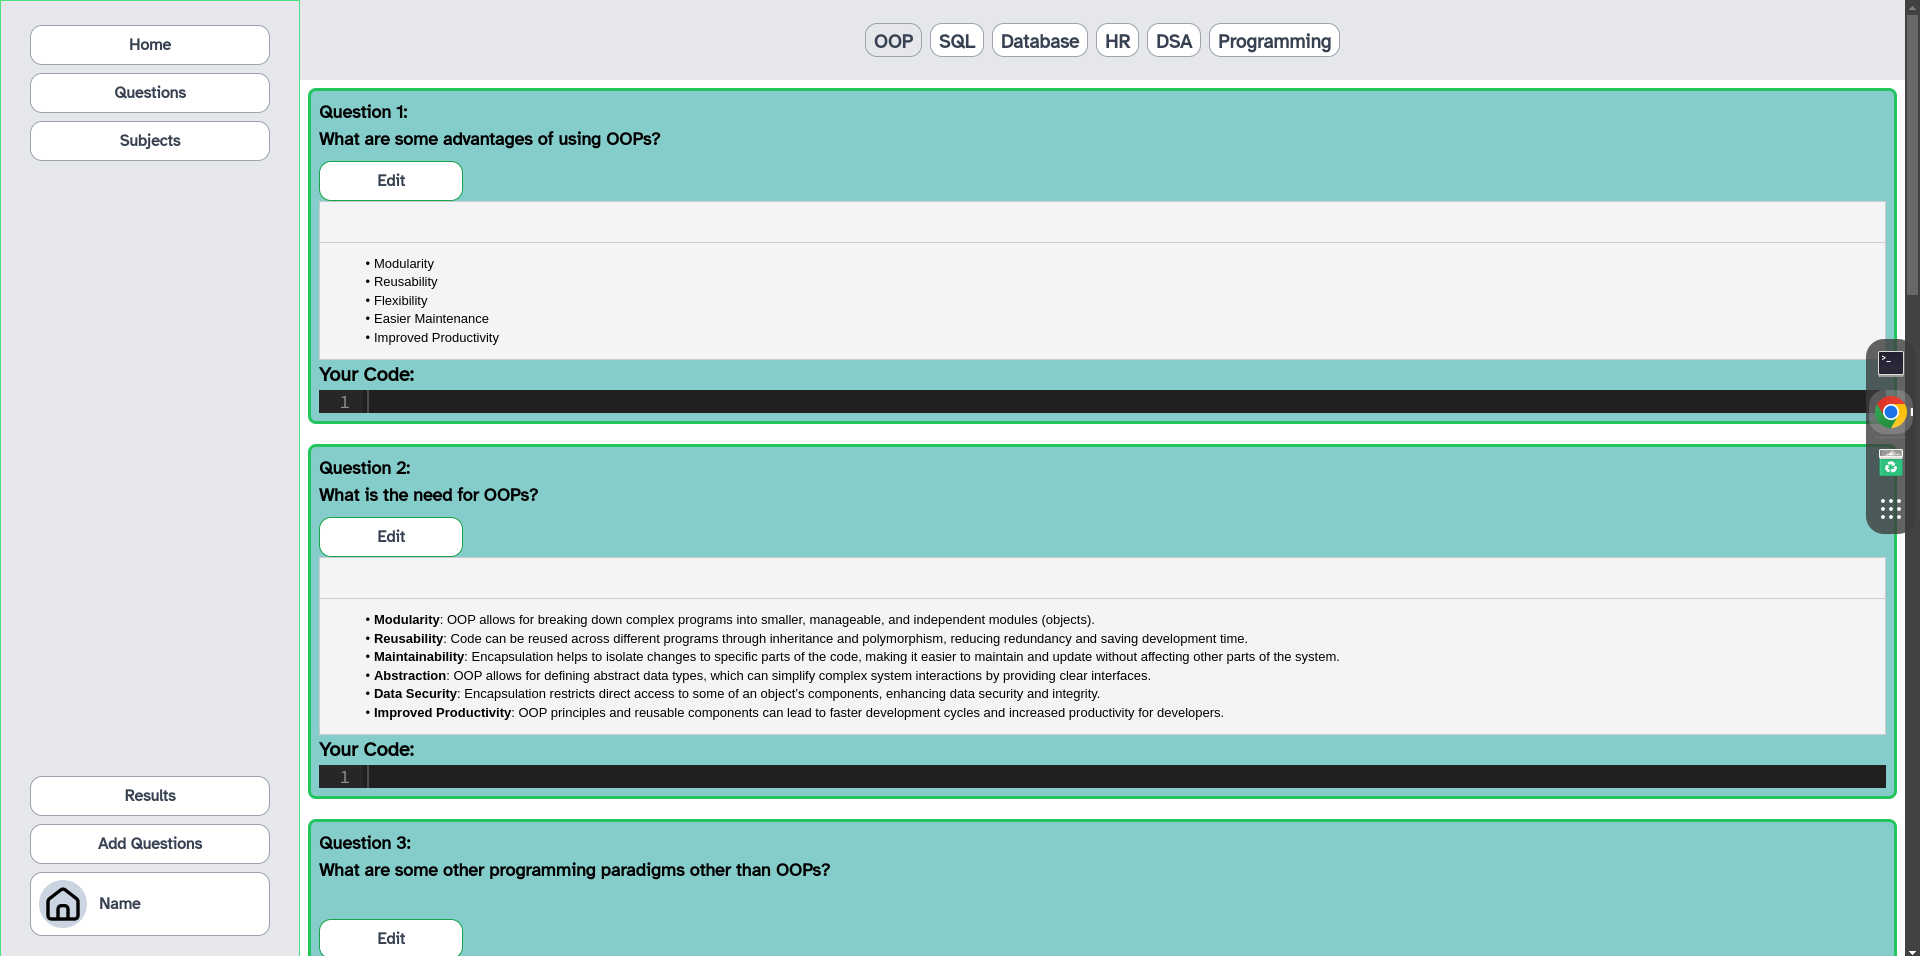 Home
Questions
Subjects
Results
Add Questions
Name
OOP SQL Database HR DSA Programming
Question 1:
What are some advantages of using OOPs?
Edit
• Modularity
• Reusability
• Flexibility
• Easier Maintenance
• Improved Productivity
Your Code:
1
Question 2:
What is the need for OOPs?
Edit
• Modularity: OOP allows for breaking down complex programs into smaller, manageable, and independent modules (objects).
• Reusability: Code can be reused across different programs through inheritance and polymorphism, reducing redundancy and saving development time.
• Maintainability: Encapsulation helps to isolate changes to specific parts of the code, making it easier to maintain and update without affecting other parts of the system.
• Abstraction: OOP allows for defining abstract data types, which can simplify complex system interactions by providing clear interfaces.
• Data Security: Encapsulation restricts direct access to some of an object’s components, enhancing data security and integrity.
• Improved Productivity: OOP principles and reusable components can lead to faster development cycles and increased productivity for developers.
Your Code:
1
Question 3:
What are some other programming paradigms other than OOPs?
Edit